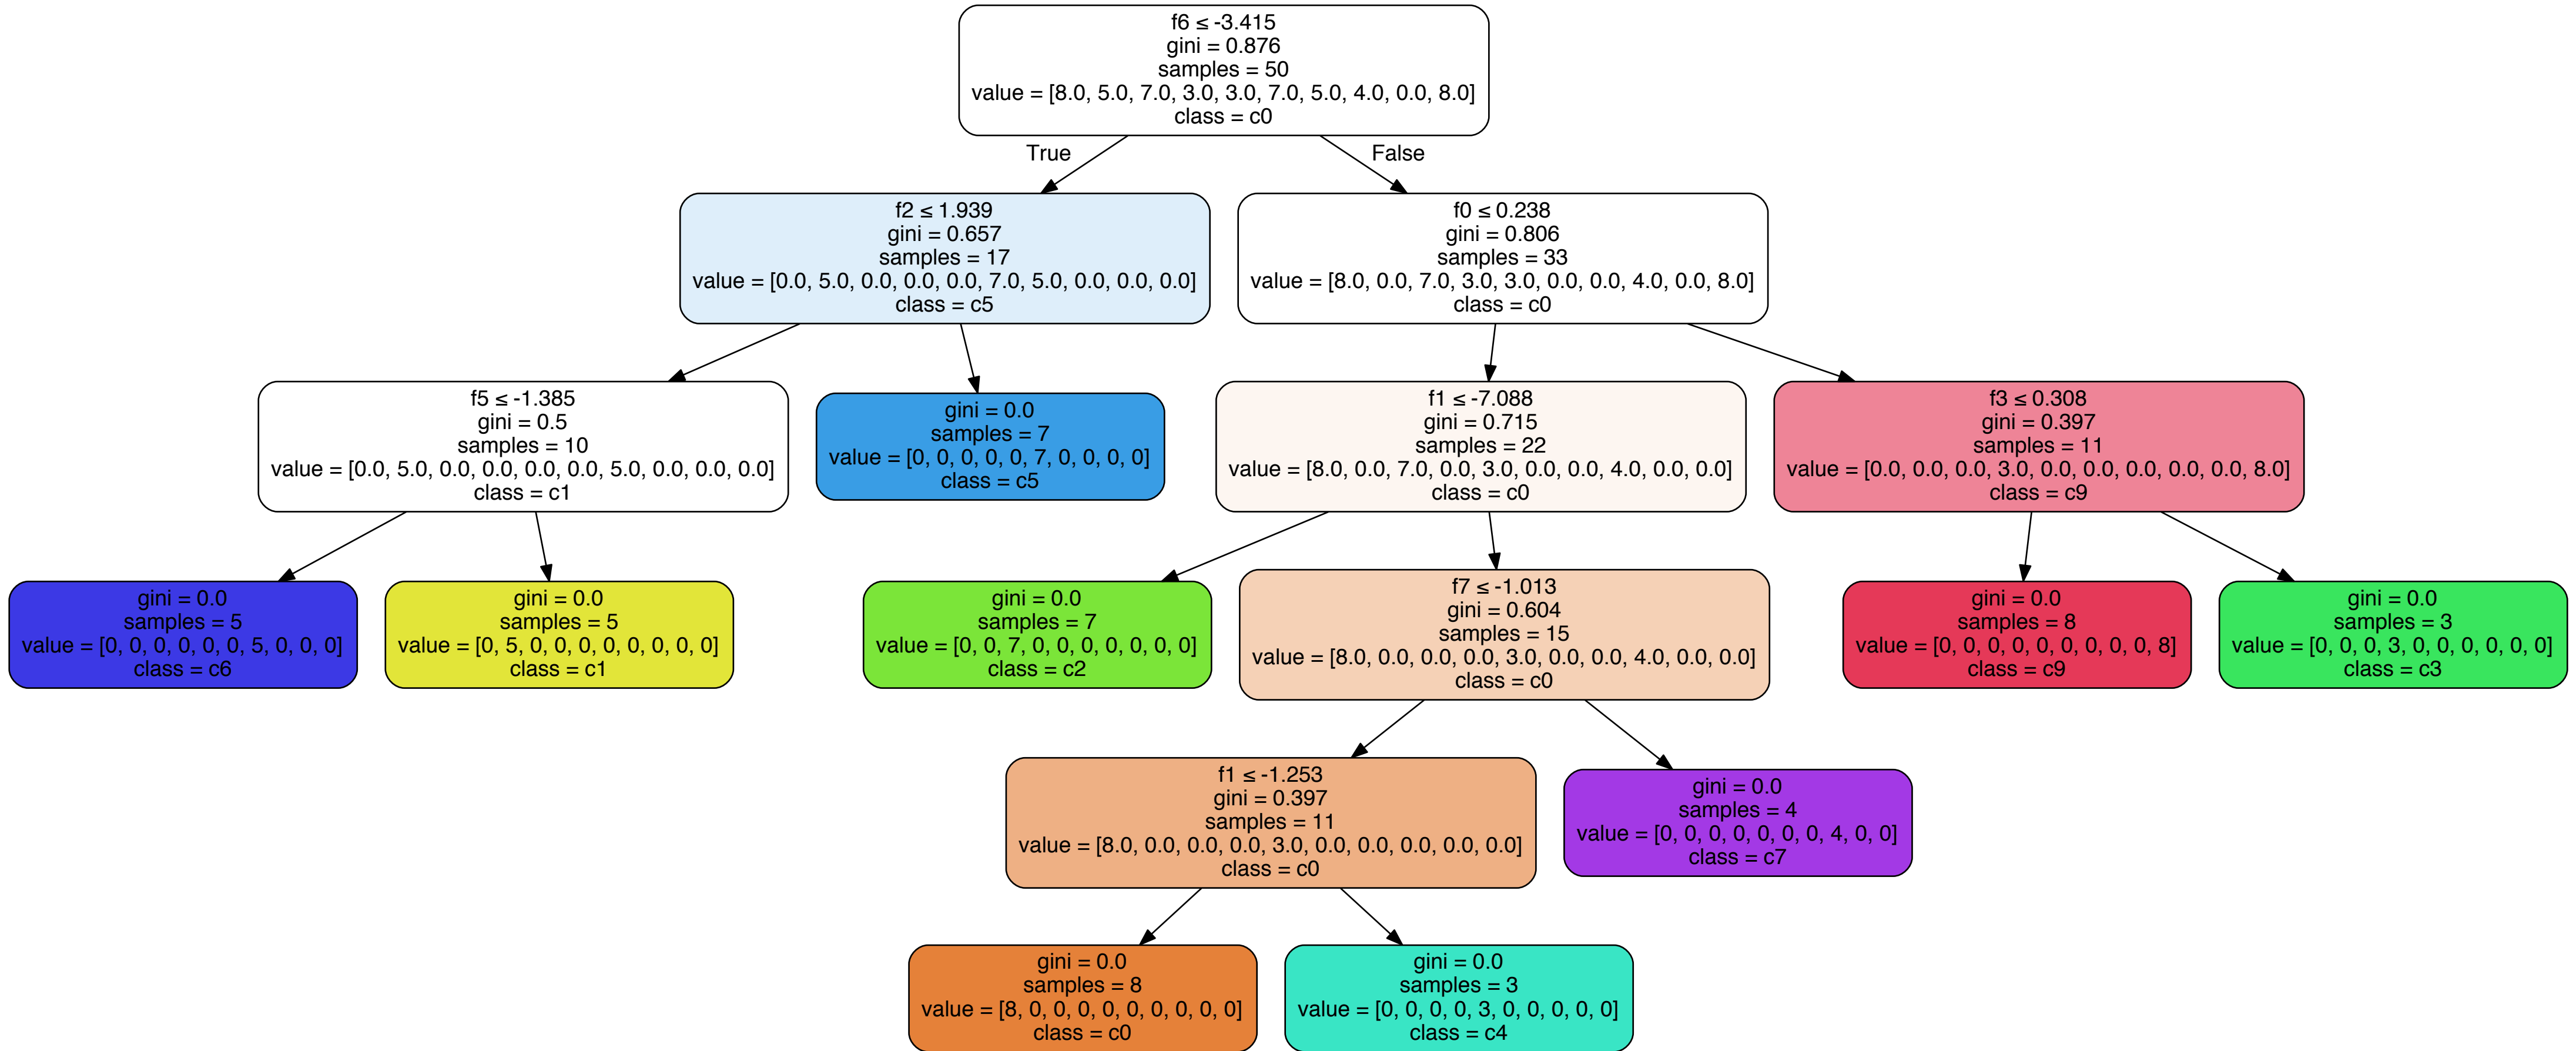 f6 ≤ -3.415
gini = 0.876
samples = 50
value = [8.0, 5.0, 7.0, 3.0, 3.0, 7.0, 5.0, 4.0, 0.0, 8.0]
class = c0
True
False
f2 ≤ 1.939
gini = 0.657
samples = 17
value = [0.0, 5.0, 0.0, 0.0, 0.0, 7.0, 5.0, 0.0, 0.0, 0.0]
class = c5
f0 ≤ 0.238
gini = 0.806
samples = 33
value = [8.0, 0.0, 7.0, 3.0, 3.0, 0.0, 0.0, 4.0, 0.0, 8.0]
class = c0
f5 ≤ -1.385
gini = 0.5
samples = 10
value = [0.0, 5.0, 0.0, 0.0, 0.0, 0.0, 5.0, 0.0, 0.0, 0.0]
class = c1
gini = 0.0
samples = 7
value = [0, 0, 0, 0, 0, 7, 0, 0, 0, 0]
class = c5
f1 ≤ -7.088
gini = 0.715
samples = 22
value = [8.0, 0.0, 7.0, 0.0, 3.0, 0.0, 0.0, 4.0, 0.0, 0.0]
class = c0
f3 ≤ 0.308
gini = 0.397
samples = 11
value = [0.0, 0.0, 0.0, 3.0, 0.0, 0.0, 0.0, 0.0, 0.0, 8.0]
class = c9
gini = 0.0
samples = 5
value = [0, 0, 0, 0, 0, 0, 5, 0, 0, 0]
class = c6
gini = 0.0
samples = 5
value = [0, 5, 0, 0, 0, 0, 0, 0, 0, 0]
class = c1
gini = 0.0
samples = 7
value = [0, 0, 7, 0, 0, 0, 0, 0, 0, 0]
class = c2
f7 ≤ -1.013
gini = 0.604
samples = 15
value = [8.0, 0.0, 0.0, 0.0, 3.0, 0.0, 0.0, 4.0, 0.0, 0.0]
class = c0
gini = 0.0
samples = 8
value = [0, 0, 0, 0, 0, 0, 0, 0, 0, 8]
class = c9
gini = 0.0
samples = 3
value = [0, 0, 0, 3, 0, 0, 0, 0, 0, 0]
class = c3
f1 ≤ -1.253
gini = 0.397
samples = 11
value = [8.0, 0.0, 0.0, 0.0, 3.0, 0.0, 0.0, 0.0, 0.0, 0.0]
class = c0
gini = 0.0
samples = 4
value = [0, 0, 0, 0, 0, 0, 0, 4, 0, 0]
class = c7
gini = 0.0
samples = 8
value = [8, 0, 0, 0, 0, 0, 0, 0, 0, 0]
class = c0
gini = 0.0
samples = 3
value = [0, 0, 0, 0, 3, 0, 0, 0, 0, 0]
class = c4